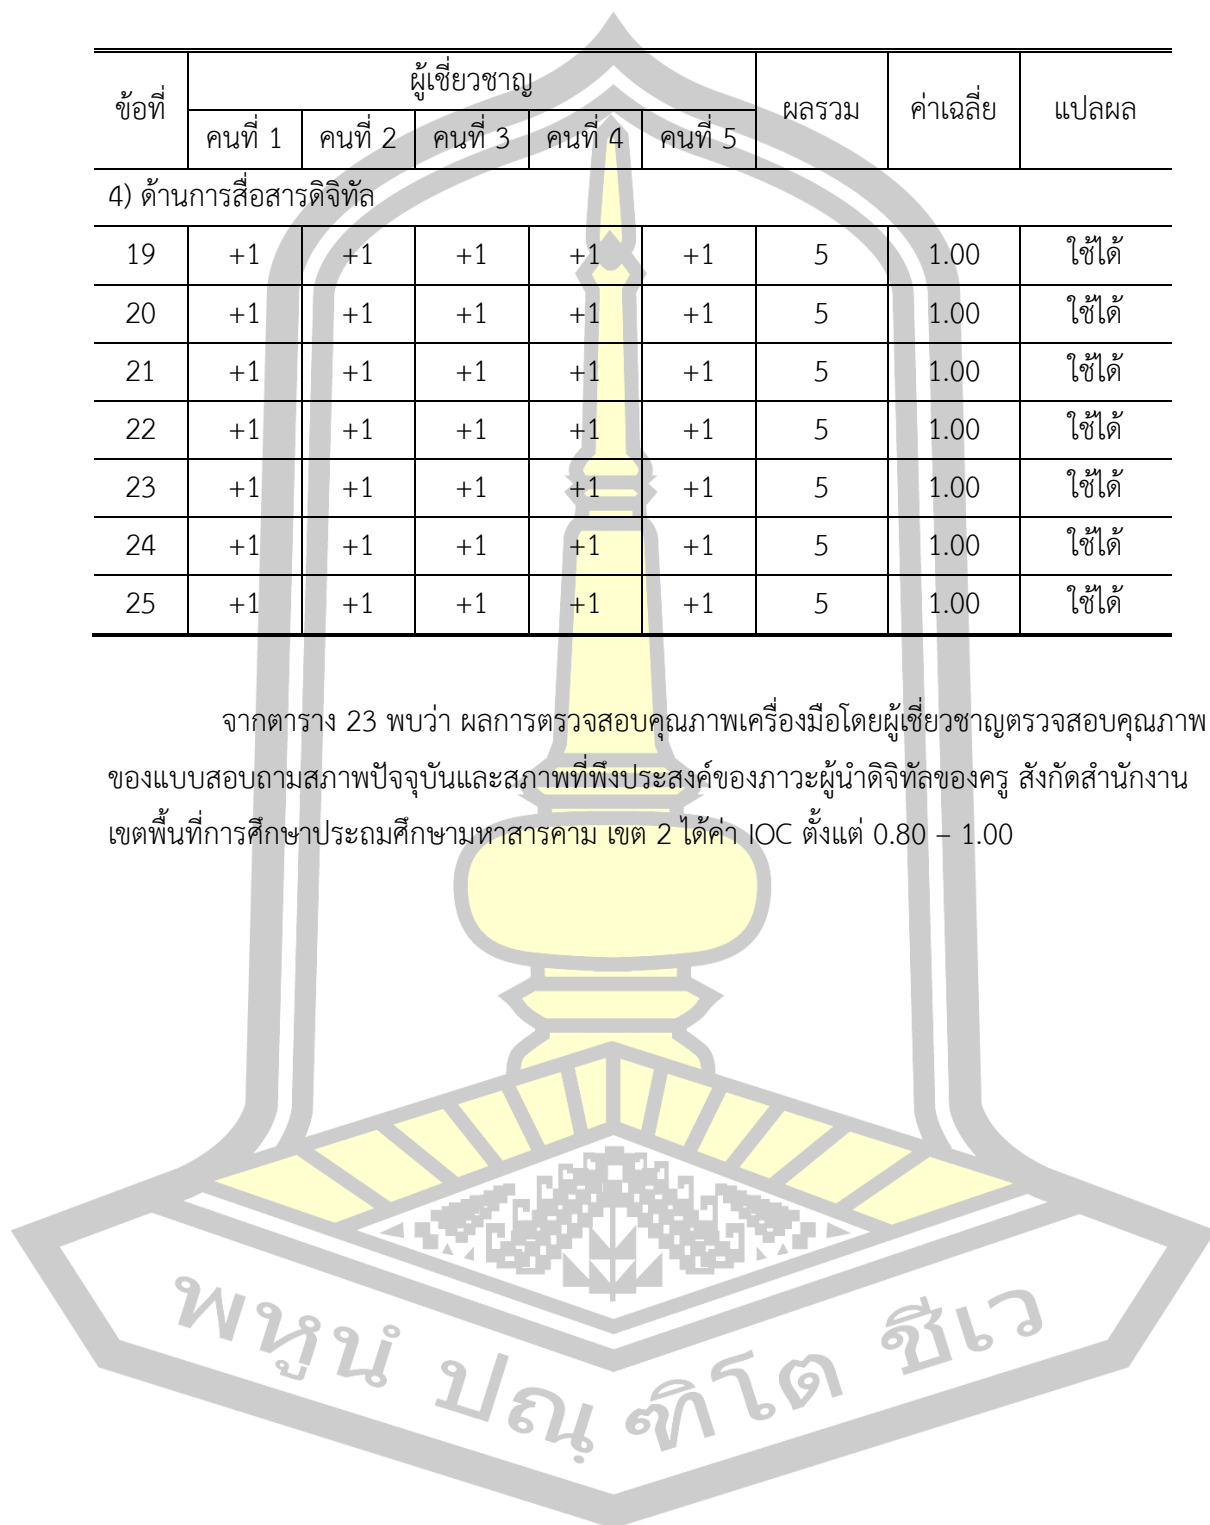 ข้อที่ ผู้เชี่ยวชาญ ผลรวม ค่าเฉลี่ย แปลผล
คนที่ 1 คนที่ 2 คนที่ 3 คนที่ 4 คนที่ 5
4) ด้านการสื่อสารดิจิทัล
19 +1 +1 +1 +1 +1 5 1.00 ใช้ได้
20 +1 +1 +1 +1 +1 5 1.00 ใช้ได้
21 +1 +1 +1 +1 +1 5 1.00 ใช้ได้
22 +1 +1 +1 +1 +1 5 1.00 ใช้ได้
23 +1 +1 +1 +1 +1 5 1.00 ใช้ได้
24 +1 +1 +1 +1 +1 5 1.00 ใช้ได้
25 +1 +1 +1 +1 +1 5 1.00 ใช้ได้
จากตาราง 23 พบว่า ผลการตรวจสอบคุณภาพเครื่องมือโดยผู้เชี่ยวชาญตรวจสอบคุณภาพ
ของแบบสอบถามสภาพปัจจุบันและสภาพที่พึงประสงค์ของภาวะผู้นำดิจิทัลของครู สังกัดสำนักงาน
เขตพื้นที่การศึกษาประถมศึกษามหาสารคาม เขต 2 ได้ค่า IOC ตั้งแต่ 0.80 – 1.00
พหูนํ ปณฺ ฑิโต ชีเว